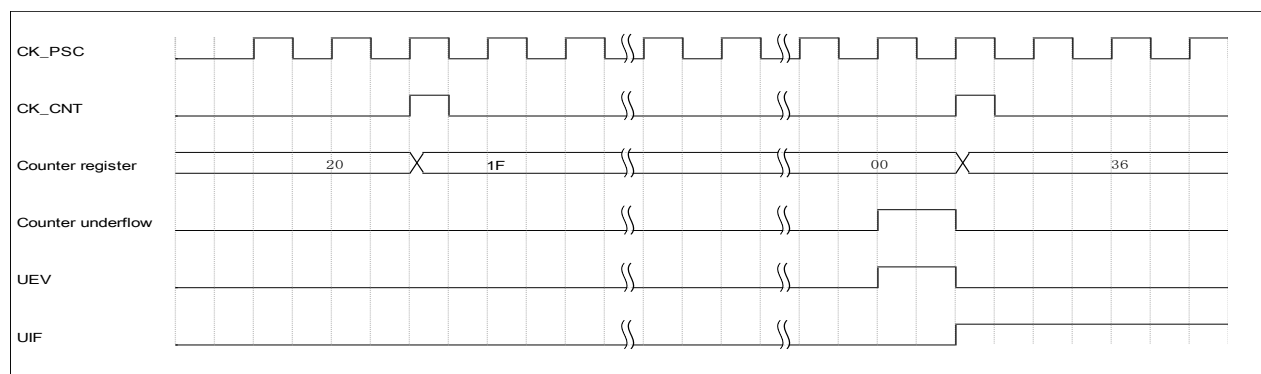 CK_PSC
CK_CNT
Counter register 20 1F 00 36
Counter underflow
UEV
UIF